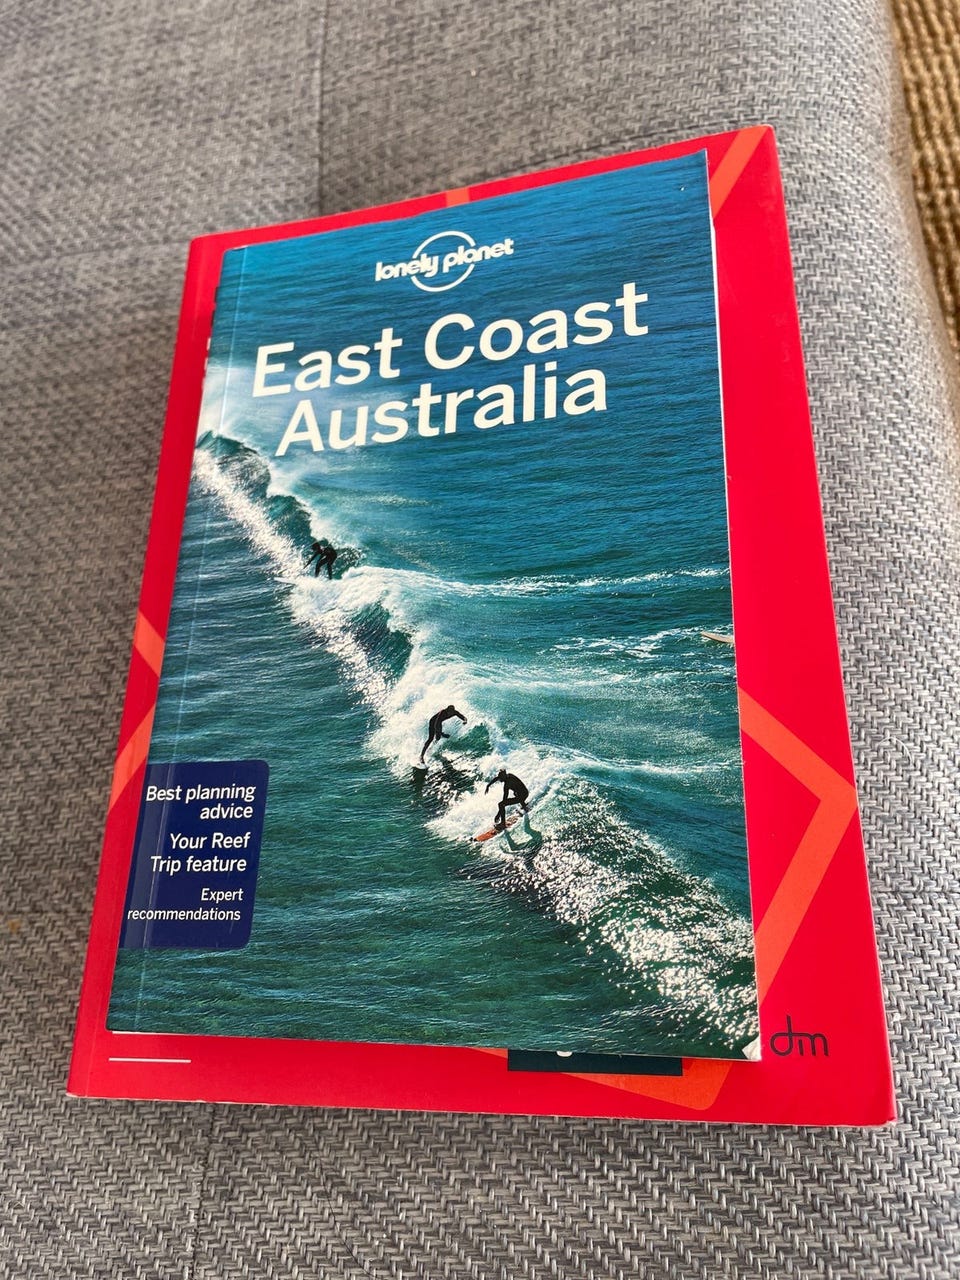 lonely planet
East Coast
Australia
Best planning
advice
Your Reef
Trip feature
Expert
recommendations
dm